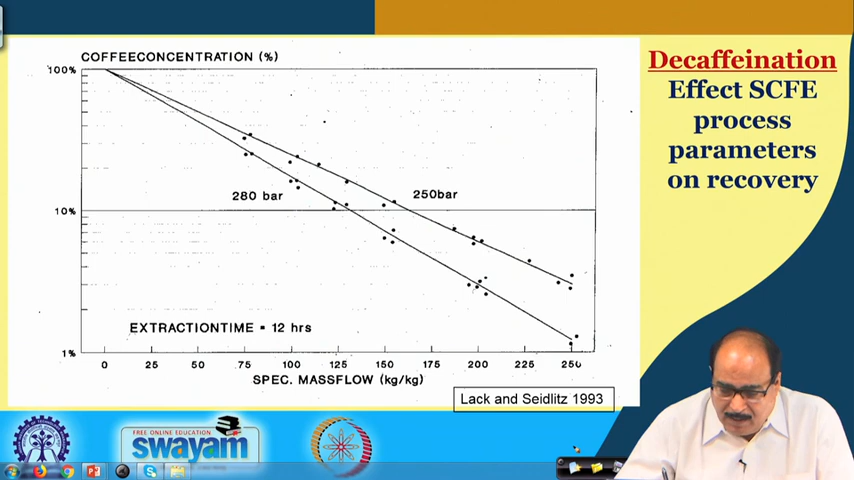 COFFEECONCENTRATION (%)
100%
10%
1%
280 bar
250bar
EXTRACTIONTIME = 12 hrs
0 25 50 75 100 125 150 175 200 225 250
SPEC. MASSFLOW (kg/kg)
Lack and Seidlitz 1993
Decaffeination
Effect SCFE
process
parameters
on recovery
FREE ONLINE EDUCATION
swayam